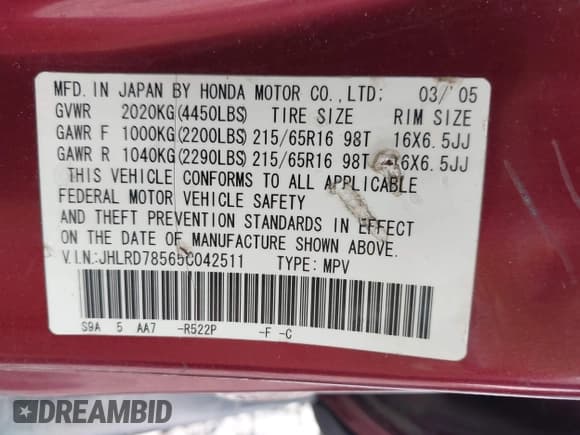 MFD. IN JAPAN BY HONDA MOTOR CO.,LTD: 03/ 05
GVWR 2020KG(4450LBS) TIRE SIZE RIM SIZE
GAWR F 1000KG(2200LBS) 215/65R16 98T 16X6.5JJ
GAWR R 1040KG(2290LBS) 215/65R16 98T 16X6.5JJ
THIS VEHICLE CONFORMS TO ALL APPLICABLE
FEDERAL MOTOR VEHICLE SAFETY
AND THEFT PREVENTION STANDARDS IN EFFECT
ON THE DATE OF MANUFACTURE SHOWN ABOVE.
V.I.N:JHLRD78565C042511 TYPE: MPV
S9A 5 AA7 -R522P -F -C
DREAMBID